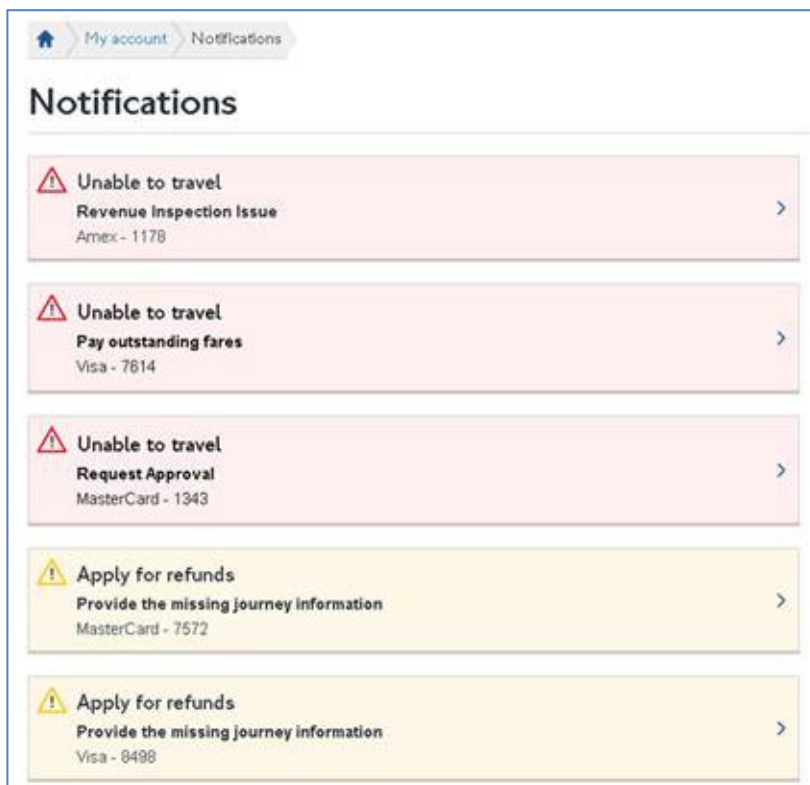 My account Notifications
Notifications
Unable to travel
Revenue Inspection Issue
Amex - 1178
Unable to travel
Pay outstanding fares
Visa - 7814
Unable to travel
Request Approval
MasterCard - 1343
Apply for refunds
Provide the missing journey information
MasterCard - 7572
Apply for refunds
Provide the missing journey information
Visa - 8498